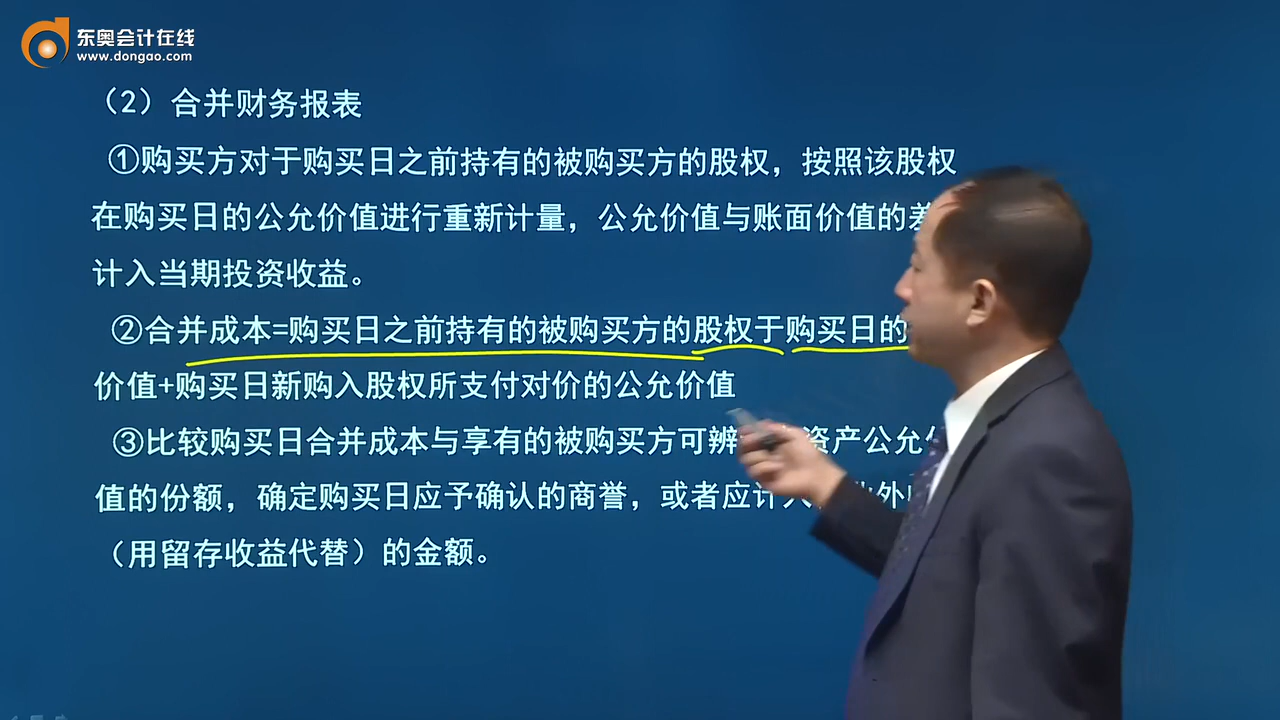 东奥会计在线
www.dongao.com
（2）合并财务报表
①购买方对于购买日之前持有的被购买方的股权，按照该股权
在购买日的公允价值进行重新计量，公允价值与账面价值的差
计入当期投资收益。
②合并成本=购买日之前持有的被购买方的股权于购买日的
价值+购买日新购入股权所支付对价的公允价值
③比较购买日合并成本与享有的被购买方可辨 资产公允
值的份额，确定购买日应予确认的商誉，或者应计入 外
（用留存收益代替）的金额。